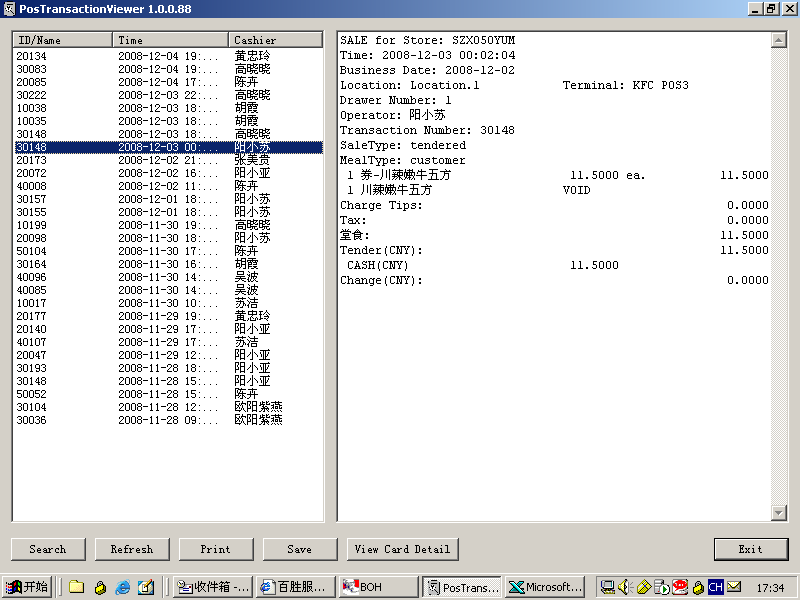 PosTransactionViewer 1.0.0.88
ID/Name Time Cashier
20134 2008-12-04 19:... 黄忠玲
30083 2008-12-04 19:... 高晓晓
20085 2008-12-04 17:... 陈卉
30222 2008-12-03 22:... 高晓晓
10038 2008-12-03 18:... 胡霞
10035 2008-12-03 18:... 胡霞
30148 2008-12-03 18:... 高晓晓
30148 2008-12-03 00:... 阳小苏
20173 2008-12-02 21:... 张美贵
20072 2008-12-02 16:... 阳小亚
40008 2008-12-02 11:... 陈卉
30157 2008-12-01 18:... 阳小苏
30155 2008-12-01 18:... 阳小苏
10199 2008-11-30 19:... 高晓晓
20098 2008-11-30 18:... 阳小苏
50104 2008-11-30 17:... 陈卉
30164 2008-11-30 16:... 胡霞
40096 2008-11-30 14:... 吴波
40085 2008-11-30 14:... 吴波
10017 2008-11-30 10:... 苏洁
20177 2008-11-29 19:... 黄忠玲
20140 2008-11-29 17:... 阳小亚
40107 2008-11-29 17:... 苏洁
20047 2008-11-29 12:... 阳小亚
30193 2008-11-28 18:... 阳小亚
30148 2008-11-28 15:... 阳小亚
50052 2008-11-28 15:... 陈卉
30104 2008-11-28 12:... 欧阳紫燕
30036 2008-11-28 09:... 欧阳紫燕
SALE for Store: SZX050YUM
Time: 2008-12-03 00:02:04
Business Date: 2008-12-02
Location: Location.1 Terminal: KFC POS3
Drawer Number: 1
Operator: 阳小苏
Transaction Number: 30148
SaleType: tendered
MealType: customer
1 券-川辣嫩牛五方 11.5000 ea. 11.5000
1 川辣嫩牛五方 VOID
Charge Tips: 0.0000
Tax: 0.0000
堂食: 11.5000
Tender(CNY): 11.5000
CASH(CNY) 11.5000
Change(CNY): 0.0000
Search Refresh Print Save View Card Detail Exit
开始 收件箱 -... 百胜服... BOH PosTrans... Microsoft... CH 17:34